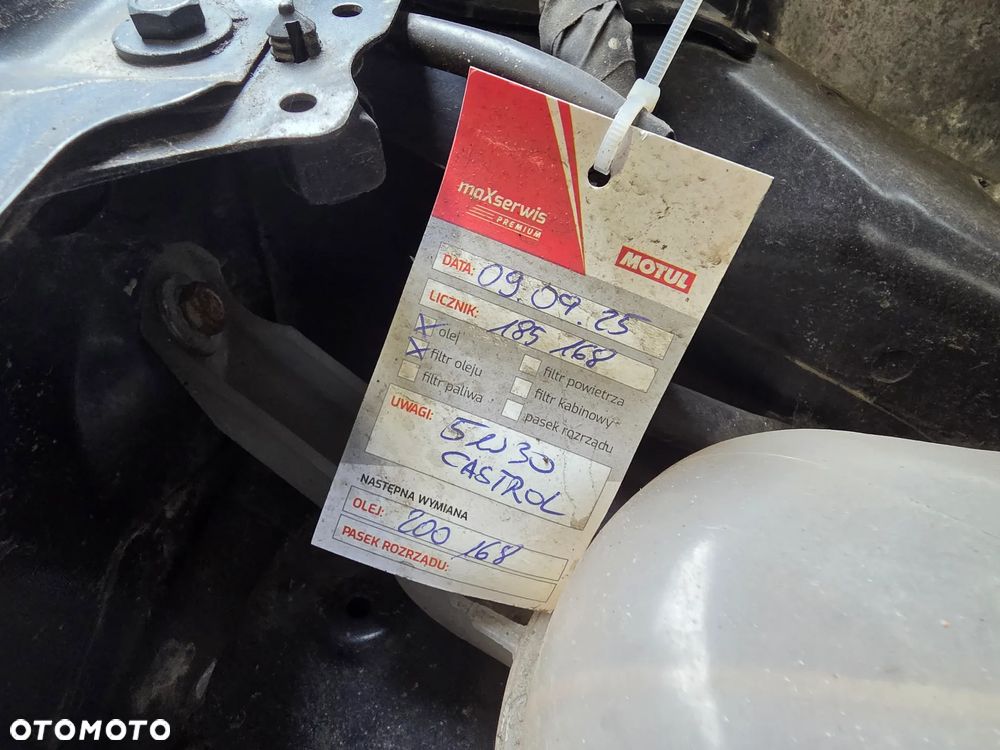 maXserwis
PREMIUM
MOTUL
DATA: 09.09.25
LICZNIK: 185 168
olej
filtr oleju
filtr paliwa
filtr powietrza
filtr kabinowy
pasek rozrządu
UWAGI: 5W30
CASTROL
NASTĘPNA WYMIANA
OLEJ: 200 168
PASEK ROZRZĄDU:
OTOMOTO